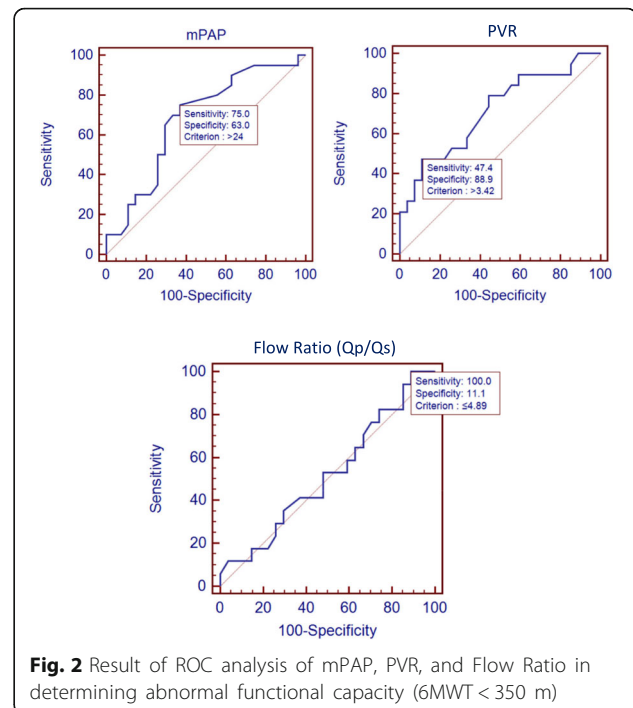 mPAP
100
80
60
40
20
0
Sensitivity
Sensitivity: 75.0
Specificity: 63.0
Criterion : >24
0 20 40 60 80 100
100-Specificity
PVR
100
80
60
40
20
0
Sensitivity
Sensitivity: 47.4
Specificity: 88.9
Criterion : >3.42
0 20 40 60 80 100
100-Specificity
Flow Ratio (Qp/Qs)
100
80
60
40
20
0
Sensitivity
Sensitivity: 100.0
Specificity: 11.1
Criterion : ≤4.89
0 20 40 60 80 100
100-Specificity
Fig. 2 Result of ROC analysis of mPAP, PVR, and Flow Ratio in
determining abnormal functional capacity (6MWT < 350 m)